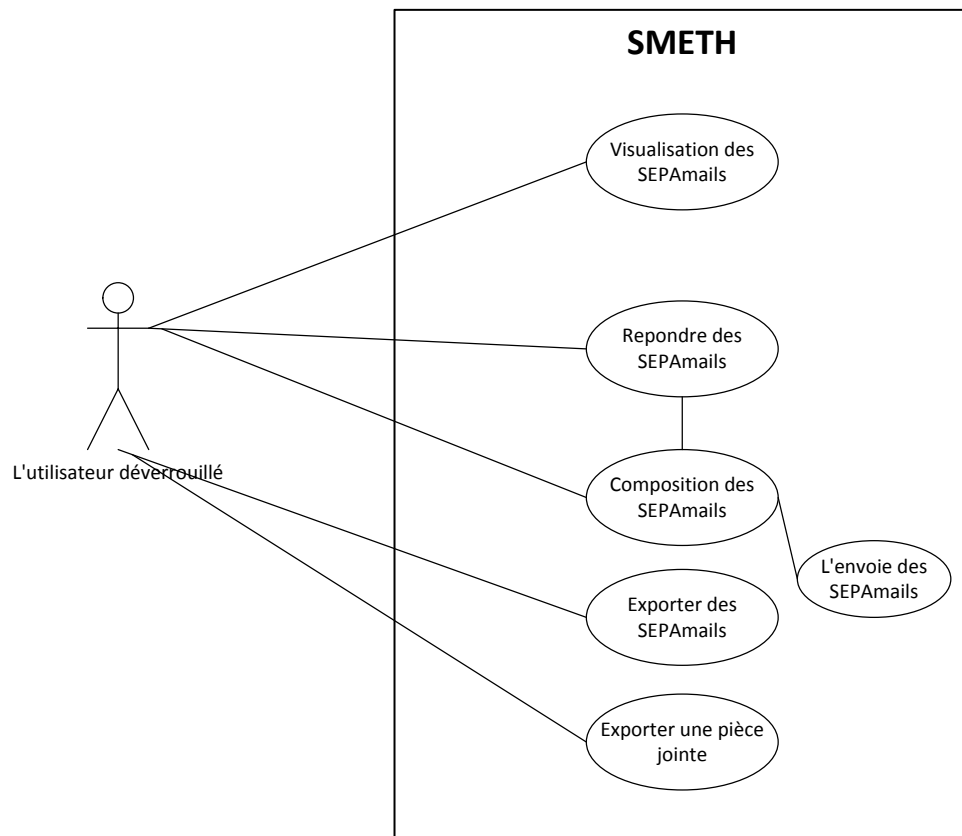 SMETH
Visualisation des
SEPAmails
Repondre des
SEPAmails
L'utilisateur déverrouillé
Composition des
SEPAmails
L'envoie des
SEPAmails
Exporter des
SEPAmails
Exporter une pièce
jointe